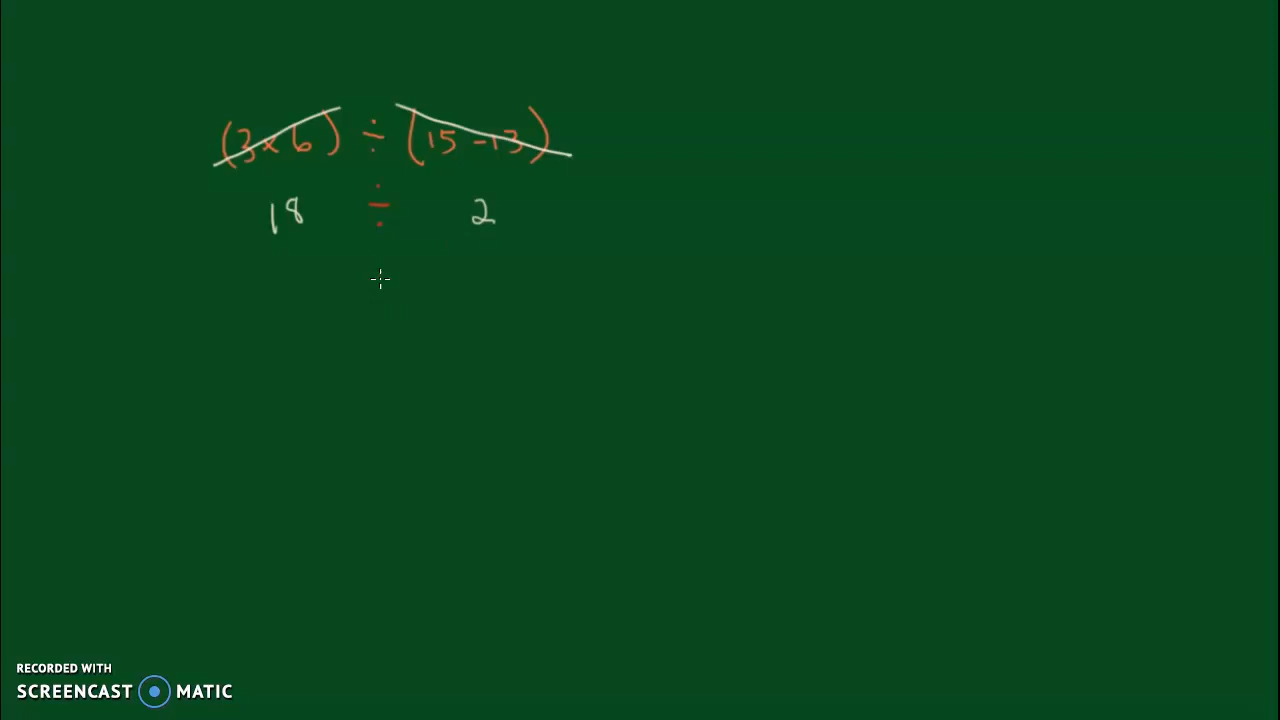 (3 × 6) ÷ (15 - 13)
18 ÷ 2
RECORDED WITH
SCREENCAST MATIC